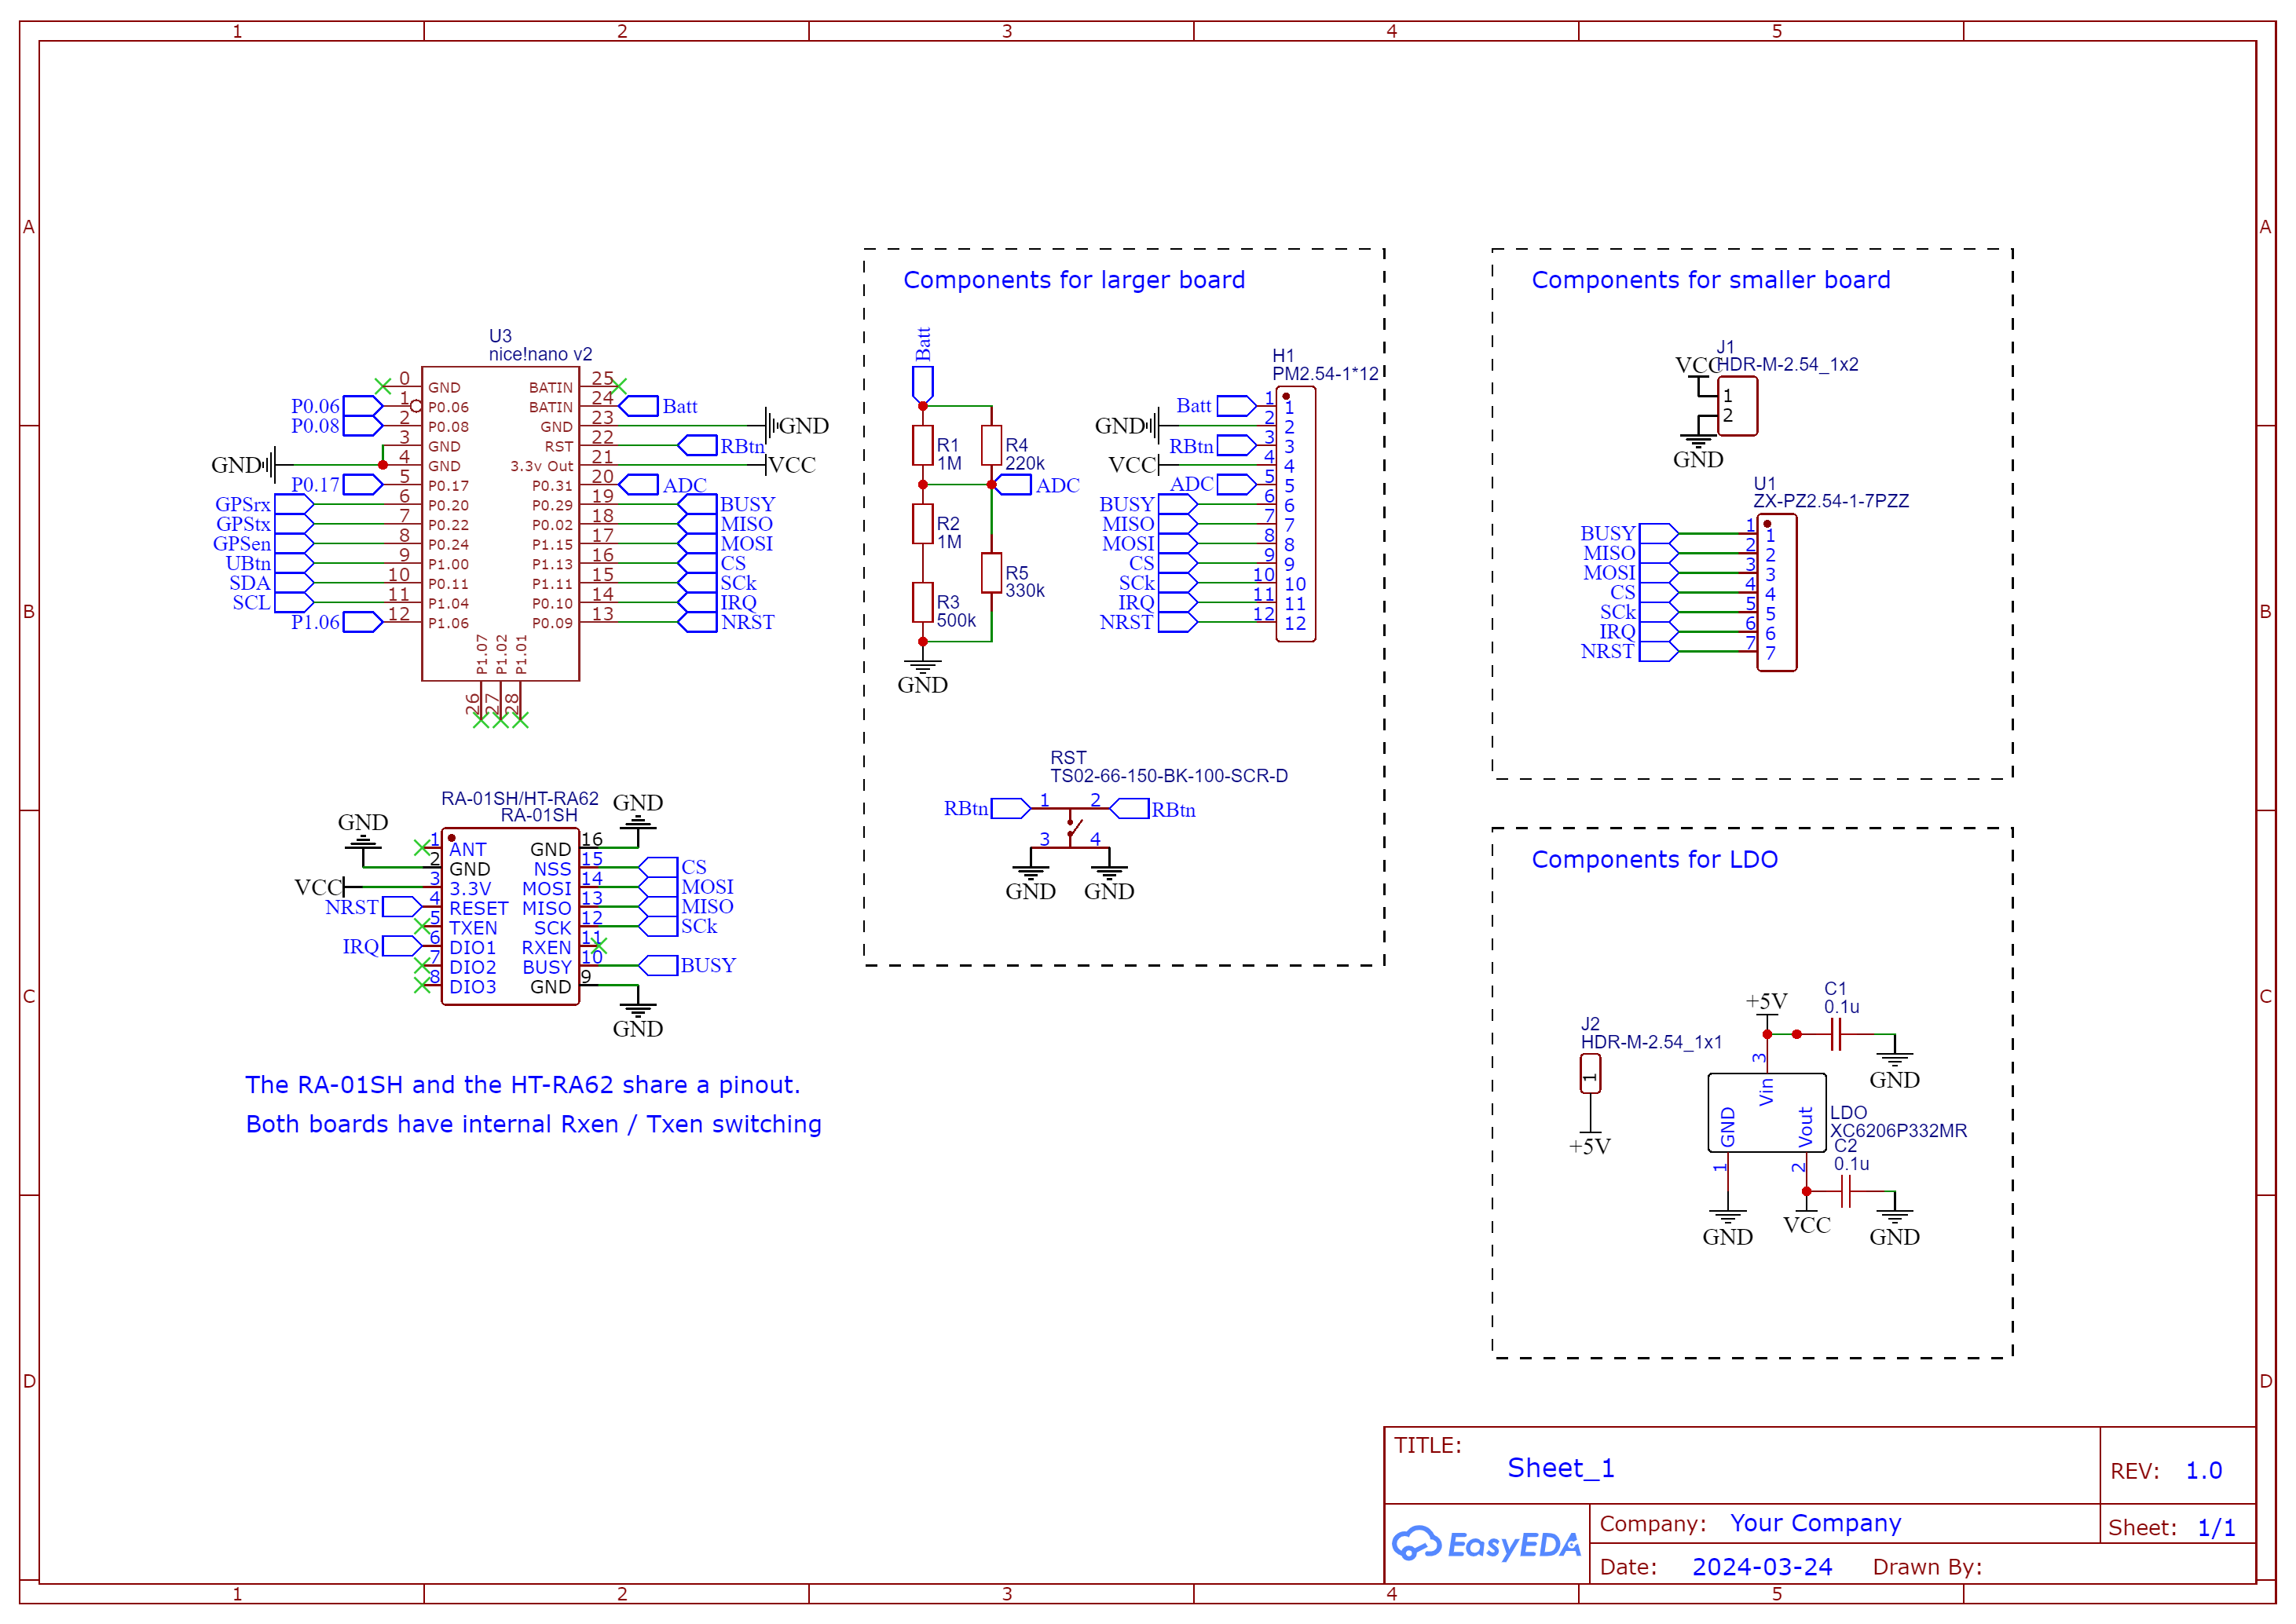 1 2 3 4 5
A A
B B
C C
D D
U3
nice!nano v2
0 GND
P0.06 1 P0.06
P0.08 2 P0.08
3 GND
GND 4 GND
P0.17 5 P0.17
GPSrx 6 P0.20
GPStx 7 P0.22
GPSen 8 P0.24
UBtn 9 P1.00
SDA 10 P0.11
SCL 11 P1.04
P1.06 12 P1.06
BATIN 25
BATIN 24 Batt
GND 23 GND
RST 22 RBtn
3.3v Out 21 VCC
P0.31 20 ADC
P0.29 19 BUSY
P0.02 18 MISO
P1.15 17 MOSI
P1.13 16 CS
P1.11 15 SCk
P0.10 14 IRQ
P0.09 13 NRST
P1.07 P1.02 P1.01
26 27 28
RA-01SH/HT-RA62
RA-01SH
1 ANT
GND 2 GND
VCC 3 3.3V
NRST 4 RESET
5 TXEN
IRQ 6 DIO1
7 DIO2
8 DIO3
GND 16 GND
NSS 15 CS
MOSI 14 MOSI
MISO 13 MISO
SCK 12 SCk
RXEN 11
BUSY 10 BUSY
GND 9 GND
The RA-01SH and the HT-RA62 share a pinout.
Both boards have internal Rxen / Txen switching
Components for larger board
Batt
R1
1M
R4
220k
ADC
R2
1M
R5
330k
R3
500k
GND
H1
PM2.54-1*12
Batt 1 1
GND 2 2
RBtn 3 3
VCC 4 4
ADC 5 5
BUSY 6 6
MISO 7 7
MOSI 8 8
CS 9 9
SCk 10 10
IRQ 11 11
NRST 12 12
RST
TS02-66-150-BK-100-SCR-D
RBtn 1 2 RBtn
3 4
GND GND
Components for smaller board
J1
HDR-M-2.54_1x2
VCC 1
2
GND
U1
ZX-PZ2.54-1-7PZZ
BUSY 1 1
MISO 2 2
MOSI 3 3
CS 4 4
SCk 5 5
IRQ 6 6
NRST 7 7
Components for LDO
J2
HDR-M-2.54_1x1
1
+5V
+5V
C1
0.1u
GND
3
Vin
GND
Vout
LDO
XC6206P332MR
C2
0.1u
1 2
GND VCC GND
TITLE:
Sheet_1
REV: 1.0
EasyEDA
Company: Your Company
Sheet: 1/1
Date: 2024-03-24 Drawn By:
1 2 3 4 5